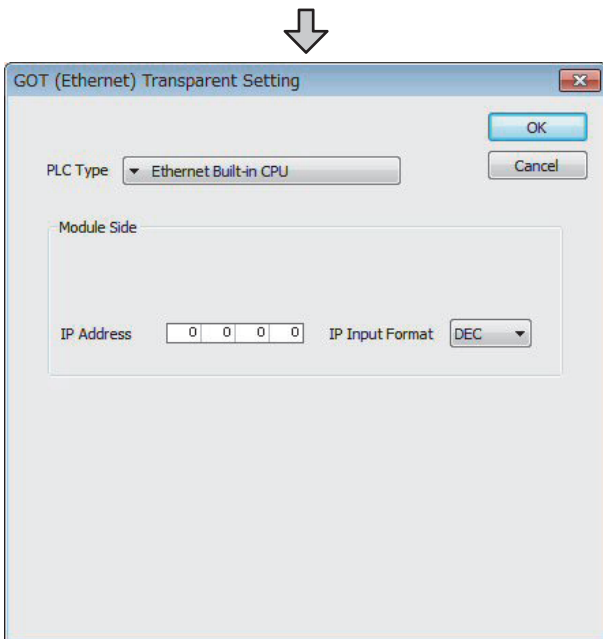 GOT (Ethernet) Transparent Setting
OK
PLC Type Ethernet Built-in CPU Cancel
Module Side
IP Address 0 0 0 0 IP Input Format DEC